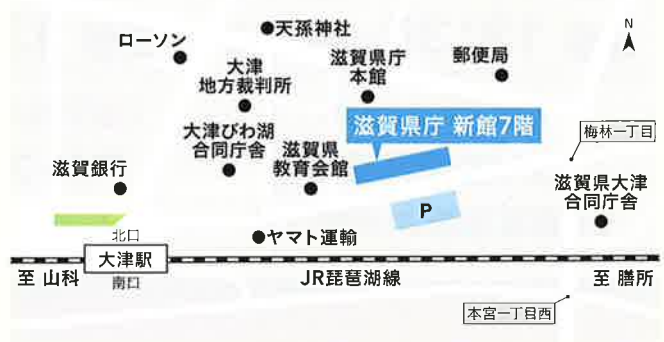 天孫神社
N
ローソン
大津
地方裁判所
滋賀県庁
本館
郵便局
滋賀県庁 新館7階
梅林一丁目
大津びわ湖
合同庁舎
滋賀県
教育会館
滋賀銀行
滋賀県大津
合同庁舎
P
北口
ヤマト運輸
大津駅
至 山科
南口
JR琵琶湖線
至 膳所
本宮一丁目西